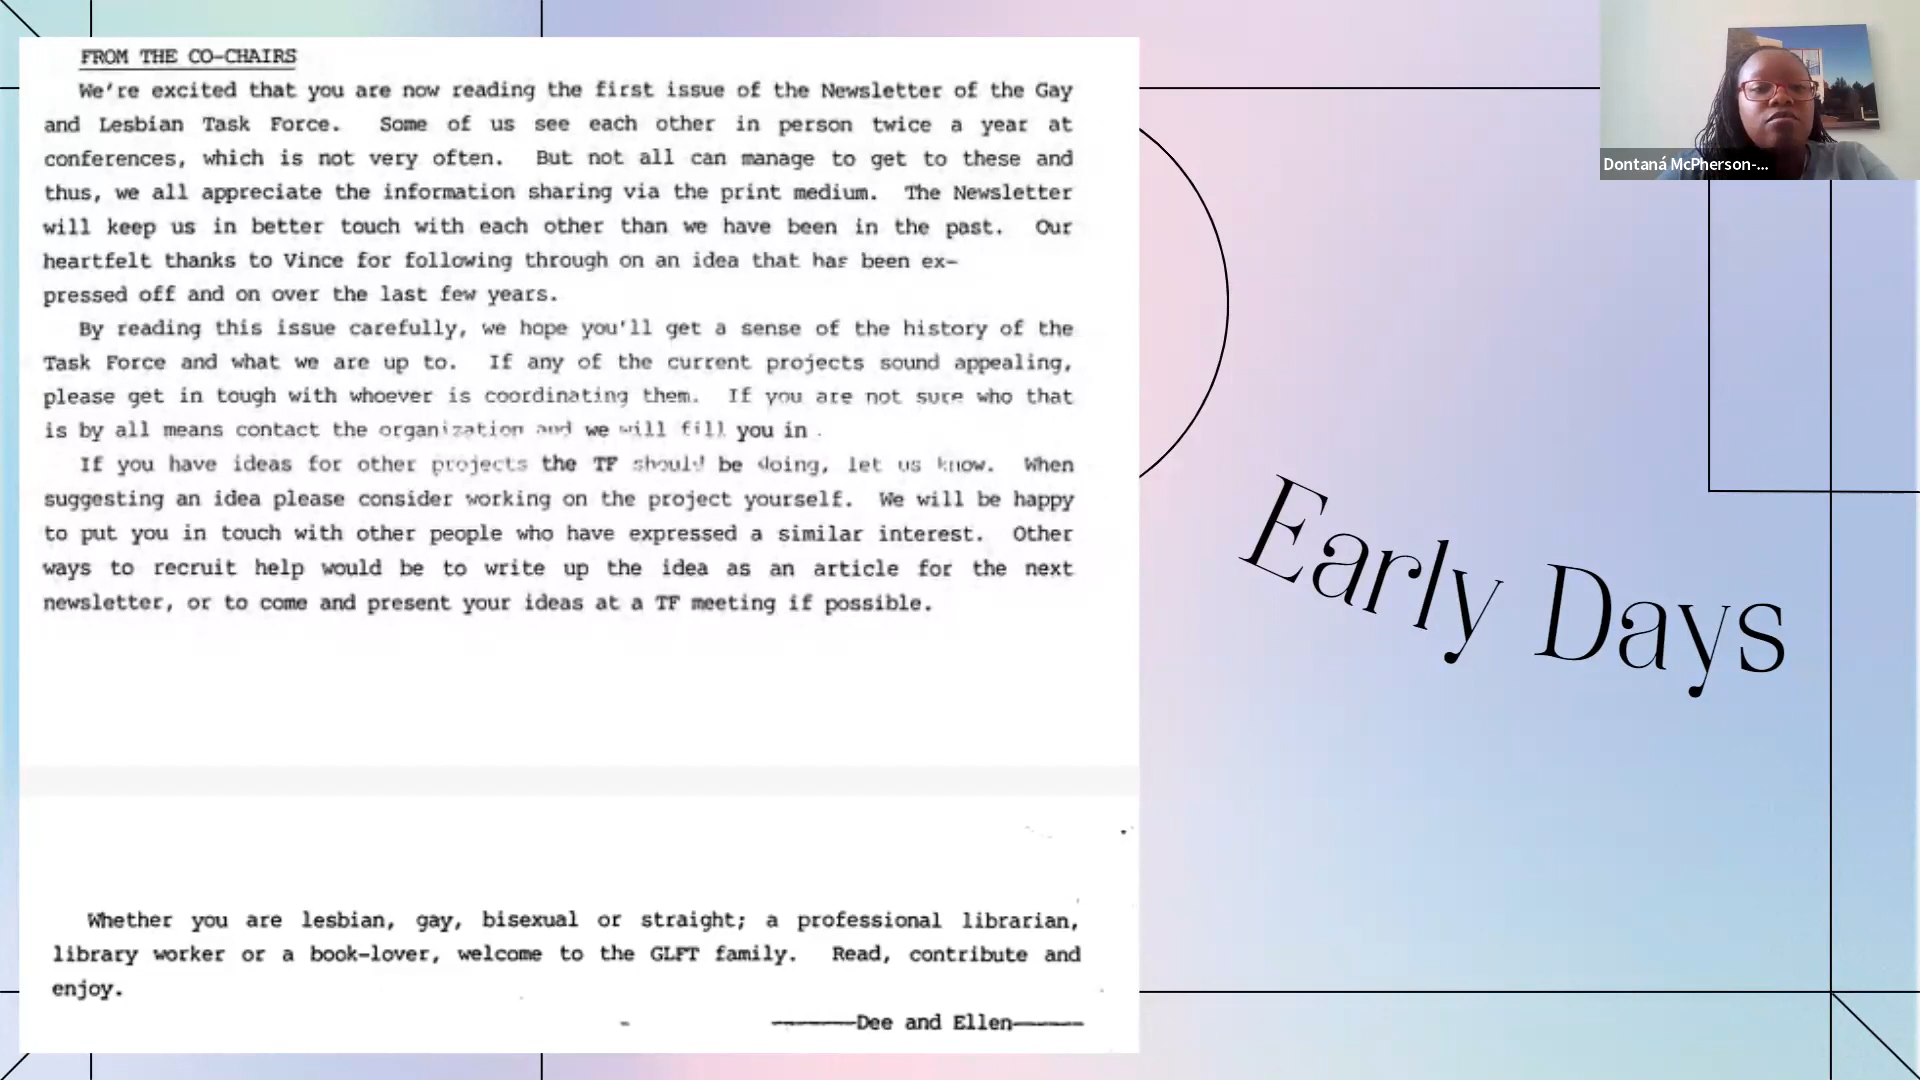 FROM THE CO-CHAIRS
We're excited that you are now reading the first issue of the Newsletter of the Gay
and Lesbian Task Force. Some of us see each other in person twice a year at
conferences, which is not very often. But not all can manage to get to these and
thus, we all appreciate the information sharing via the print medium. The Newsletter
will keep us in better touch with each other than we have been in the past. Our
heartfelt thanks to Vince for following through on an idea that has been ex-
pressed off and on over the last few years.
By reading this issue carefully, we hope you'll get a sense of the history of the
Task Force and what we are up to. If any of the current projects sound appealing,
please get in tough with whoever is coordinating them. If you are not sure who that
is by all means contact the organization and we will fill you in.
If you have ideas for other projects the TF should be doing, let us know. When
suggesting an idea please consider working on the project yourself. We will be happy
to put you in touch with other people who have expressed a similar interest. Other
ways to recruit help would be to write up the idea as an article for the next
newsletter, or to come and present your ideas at a TF meeting if possible.
Whether you are lesbian, gay, bisexual or straight; a professional librarian,
library worker or a book-lover, welcome to the GLFT family. Read, contribute and
enjoy.
———Dee and Ellen———
Early Days
Dontaná McPherson-...